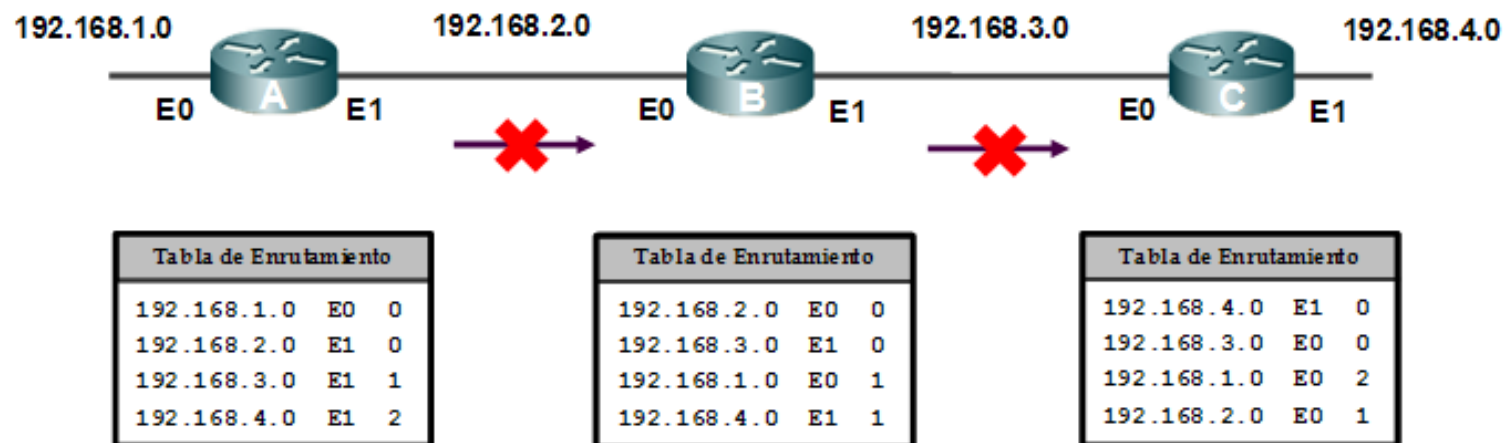 192.168.1.0 192.168.2.0 192.168.3.0 192.168.4.0
A B C
E0 E1 E0 E1 E0 E1
Tabla de Enrutamiento
192.168.1.0 E0 0
192.168.2.0 E1 0
192.168.3.0 E1 1
192.168.4.0 E1 2
Tabla de Enrutamiento
192.168.2.0 E0 0
192.168.3.0 E1 0
192.168.1.0 E0 1
192.168.4.0 E1 1
Tabla de Enrutamiento
192.168.4.0 E1 0
192.168.3.0 E0 0
192.168.1.0 E0 2
192.168.2.0 E0 1